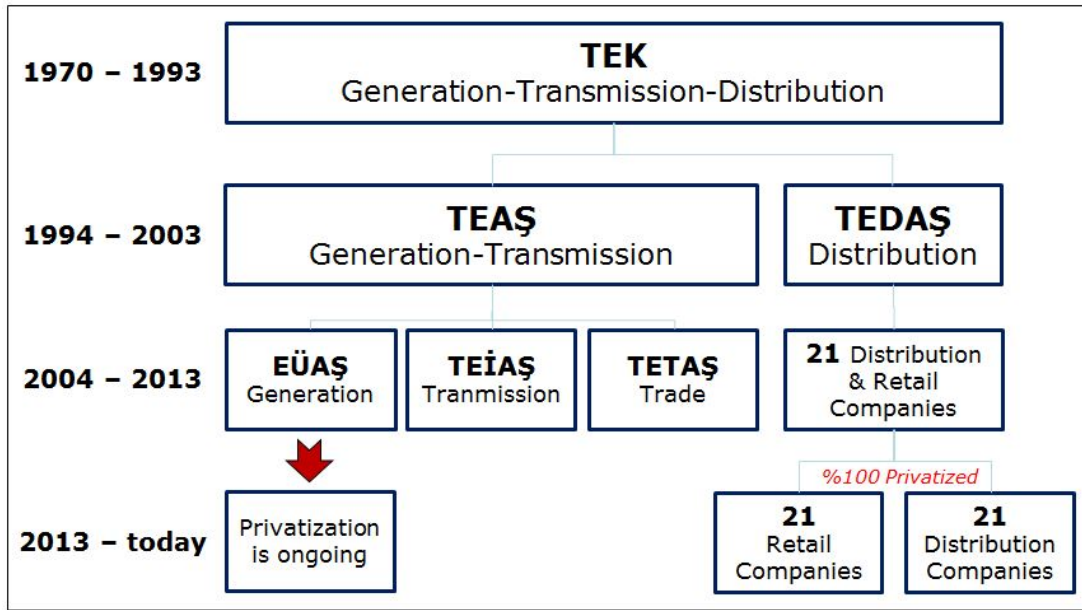 1970 – 1993
TEK
Generation-Transmission-Distribution
1994 – 2003
TEAŞ
Generation-Transmission
TEDAŞ
Distribution
2004 – 2013
EÜAŞ
Generation
TEİAŞ
Tranmission
TETAŞ
Trade
21 Distribution
& Retail
Companies
%100 Privatized
2013 – today
Privatization
is ongoing
21
Retail
Companies
21
Distribution
Companies